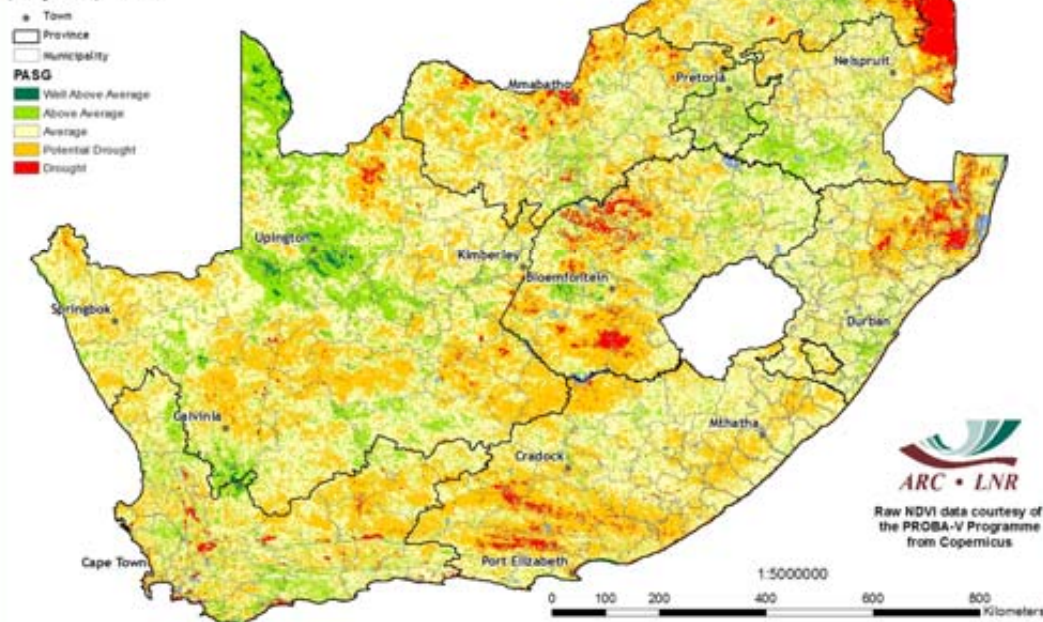 Town
Province
Municipality
PASG
Well Above Average
Above Average
Average
Potential Drought
Drought
Mmabatho
Pretoria
Nelspruit
Upington
Kimberley
Bloemfontein
Springbok
Durban
Calvinia
Mthatha
Cradock
Cape Town
Port Elizabeth
ARC • LNR
Raw NDVI data courtesy of
the PROBA-V Programme
from Copernicus
1:5000000
0 100 200 400 600 800
Kilometers